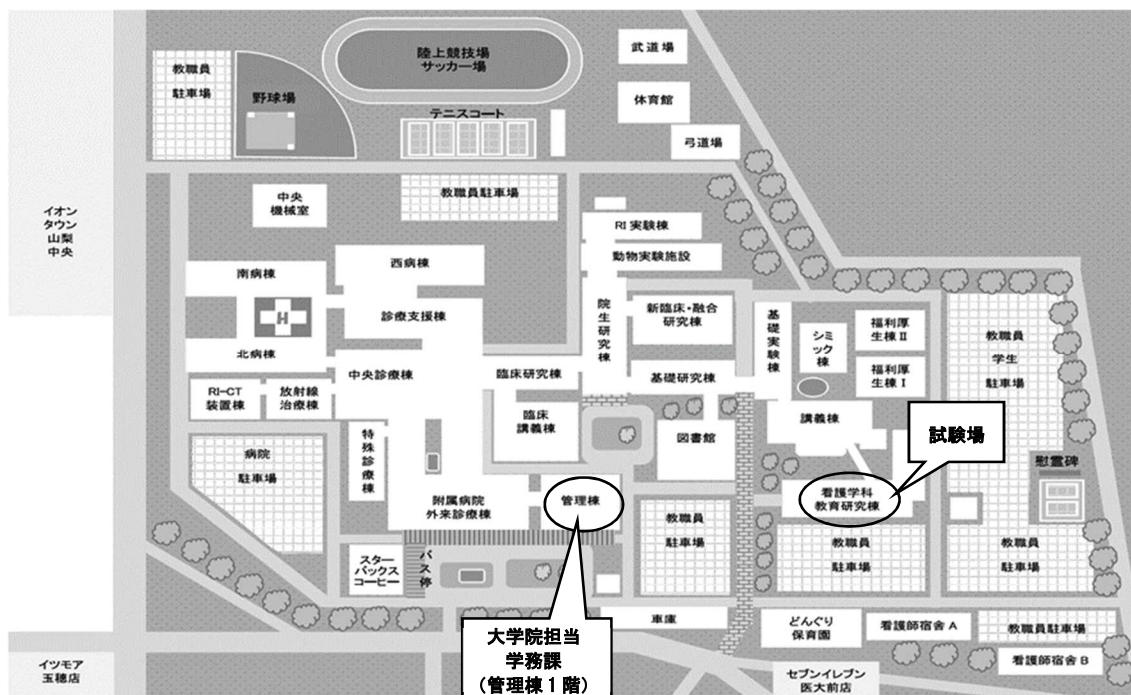 陸上競技場
サッカー場
武道場
教職員
駐車場
野球場
体育館
テニスコート
弓道場
教職員駐車場
中央
機械室
イオン
タウン
山梨
中央
RI 実験棟
動物実験施設
西病棟
南病棟
H
診療支援棟
院生研究棟
新臨床・融合
研究棟
基礎実験棟
シミック棟
福利厚
生棟Ⅱ
教職員
学生
駐車場
北病棟
中央診療棟
臨床研究棟
基礎研究棟
福利厚
生棟Ⅰ
RI-CT
装置棟
放射線
治療棟
臨床
講義棟
講義棟
図書館
試験場
特殊診療棟
病院
駐車場
慰霊碑
附属病院
外来診療棟
管理棟
看護学科
教育研究棟
教職員
駐車場
教職員
駐車場
教職員
駐車場
スター
バックス
コーヒー
バス停
車庫
どんぐり
保育園
看護師宿舎 A
教職員駐車場
大学院担当
学務課
(管理棟 1 階)
看護師宿舎 B
イツモア
玉穂店
セブンイレブン
医大前店